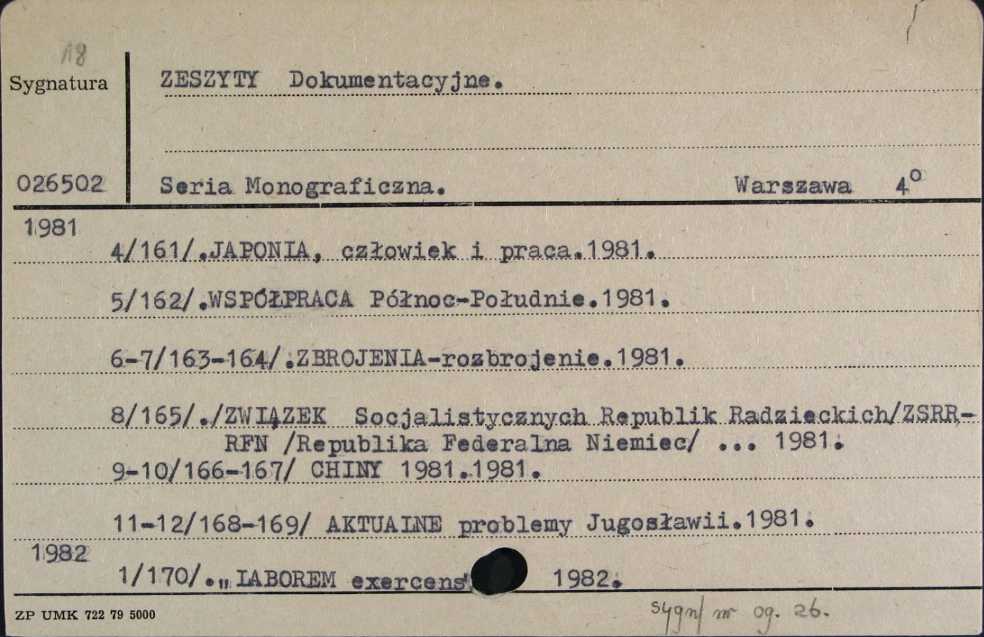 18
Sygnatura
ZESZYTY Dokumentacyjne.
026502
Seria Monograficzna. Warszawa 4°
1981
4/161/.JAPONIA, człowiek i praca.1981.
5/162/.WSPÓŁPRACA Północ-Południe.1981.
6-7/163-164/.ZBROJENIA-rozbrojenie.1981.
8/165/./ZWIĄZEK Socjalistycznych Republik Radzieckich/ZSRR-
RFN /Republika Federalna Niemiec/ ... 1981.
9-10/166-167/ CHINY 1981.1981.
11-12/168-169/ AKTUALNE problemy Jugosławii.1981.
1982
1/170/.„LABOREM exercens" 1982.
ZP UMK 722 79 5000
sygn/ nr og. 26.